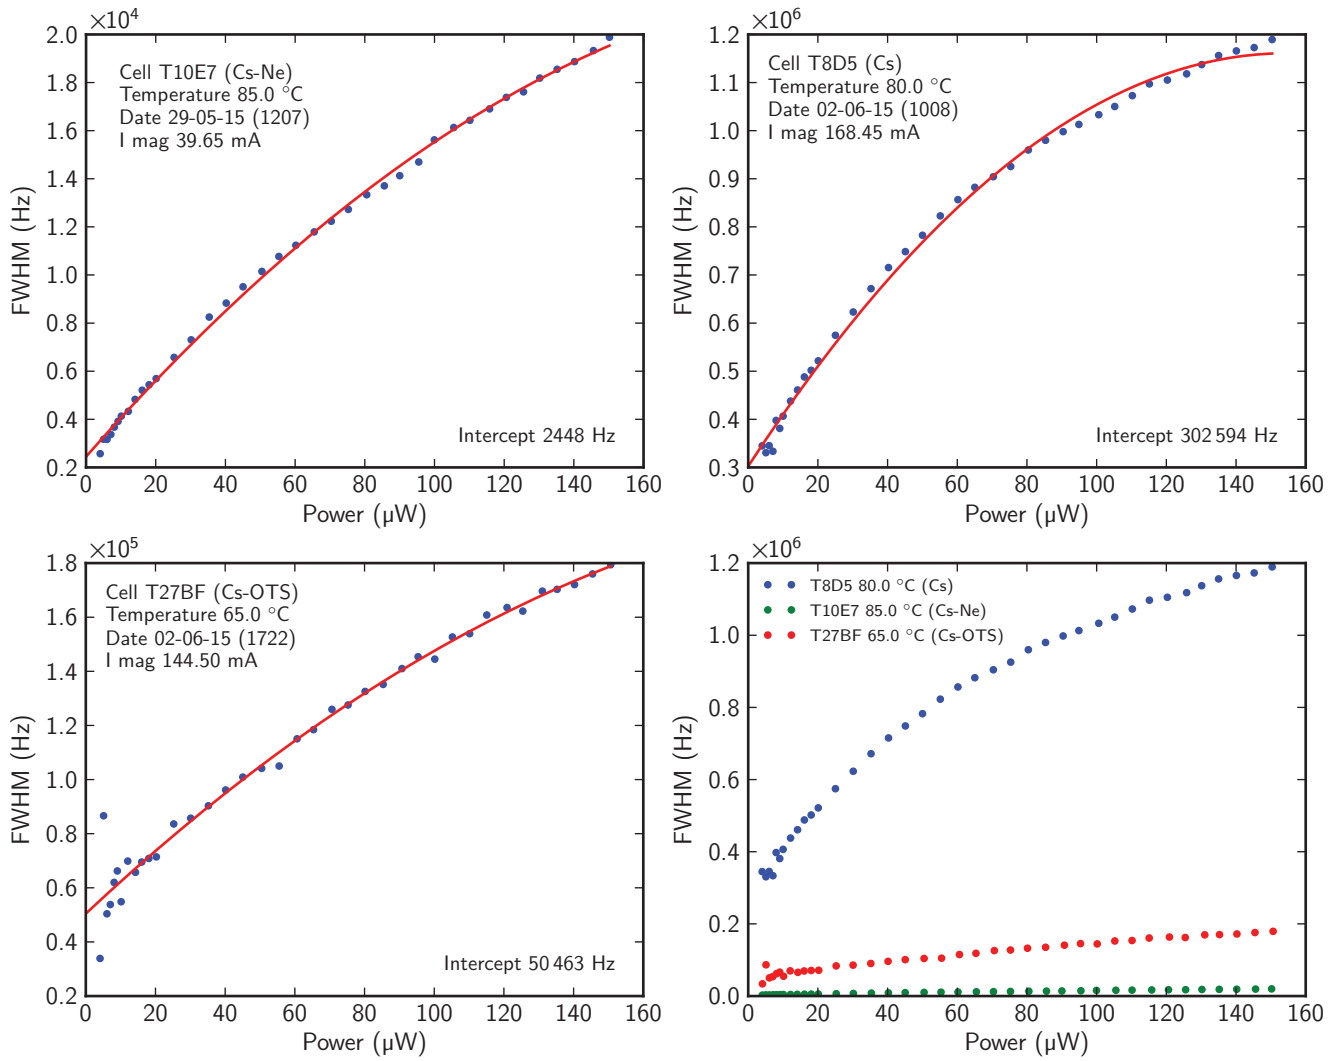 ×10⁴
2.0
1.8
1.6
1.4
1.2
1.0
0.8
0.6
0.4
0.2
FWHM (Hz)
Cell T10E7 (Cs-Ne)
Temperature 85.0 °C
Date 29-05-15 (1207)
I mag 39.65 mA
Intercept 2448 Hz
0 20 40 60 80 100 120 140 160
Power (µW)
×10⁶
1.2
1.1
1.0
0.9
0.8
0.7
0.6
0.5
0.4
0.3
FWHM (Hz)
Cell T8D5 (Cs)
Temperature 80.0 °C
Date 02-06-15 (1008)
I mag 168.45 mA
Intercept 302 594 Hz
0 20 40 60 80 100 120 140 160
Power (µW)
×10⁵
1.8
1.6
1.4
1.2
1.0
0.8
0.6
0.4
0.2
FWHM (Hz)
Cell T27BF (Cs-OTS)
Temperature 65.0 °C
Date 02-06-15 (1722)
I mag 144.50 mA
Intercept 50 463 Hz
0 20 40 60 80 100 120 140 160
Power (µW)
×10⁶
1.2
1.0
0.8
0.6
0.4
0.2
0.0
FWHM (Hz)
T8D5 80.0 °C (Cs)
T10E7 85.0 °C (Cs-Ne)
T27BF 65.0 °C (Cs-OTS)
0 20 40 60 80 100 120 140 160
Power (µW)